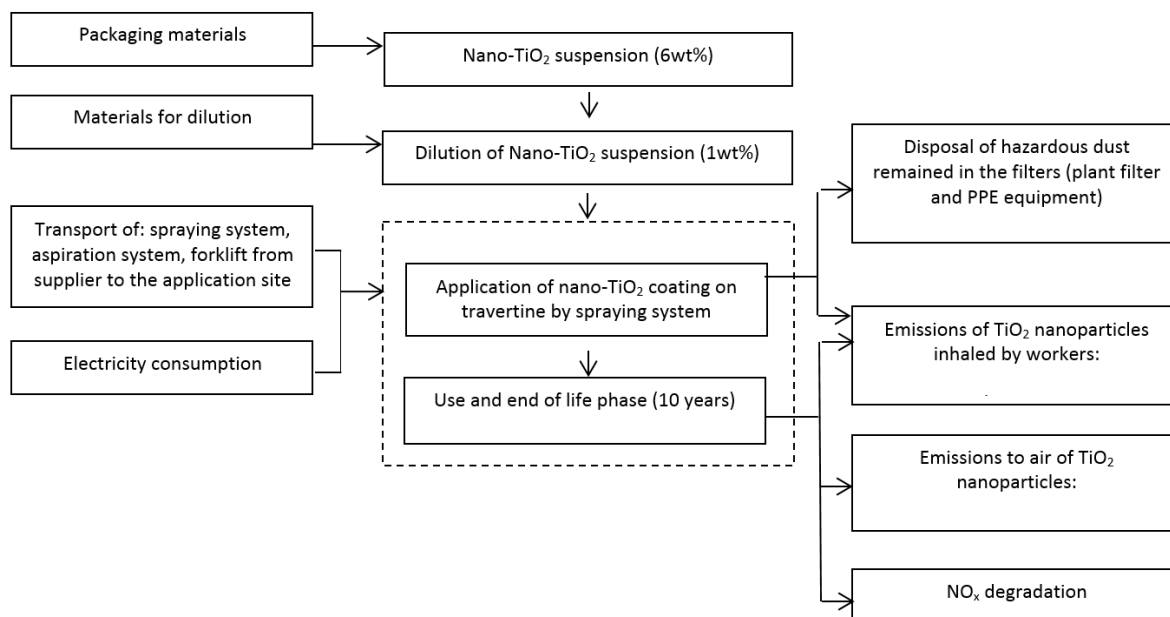 Packaging materials
Nano-TiO₂ suspension (6wt%)
Materials for dilution
Dilution of Nano-TiO₂ suspension (1wt%)
Transport of: spraying system,
aspiration system, forklift from
supplier to the application site
Electricity consumption
Application of nano-TiO₂ coating on
travertine by spraying system
Use and end of life phase (10 years)
Disposal of hazardous dust
remained in the filters (plant filter
and PPE equipment)
Emissions of TiO₂ nanoparticles
inhaled by workers:
.
Emissions to air of TiO₂
nanoparticles:
NOₓ degradation